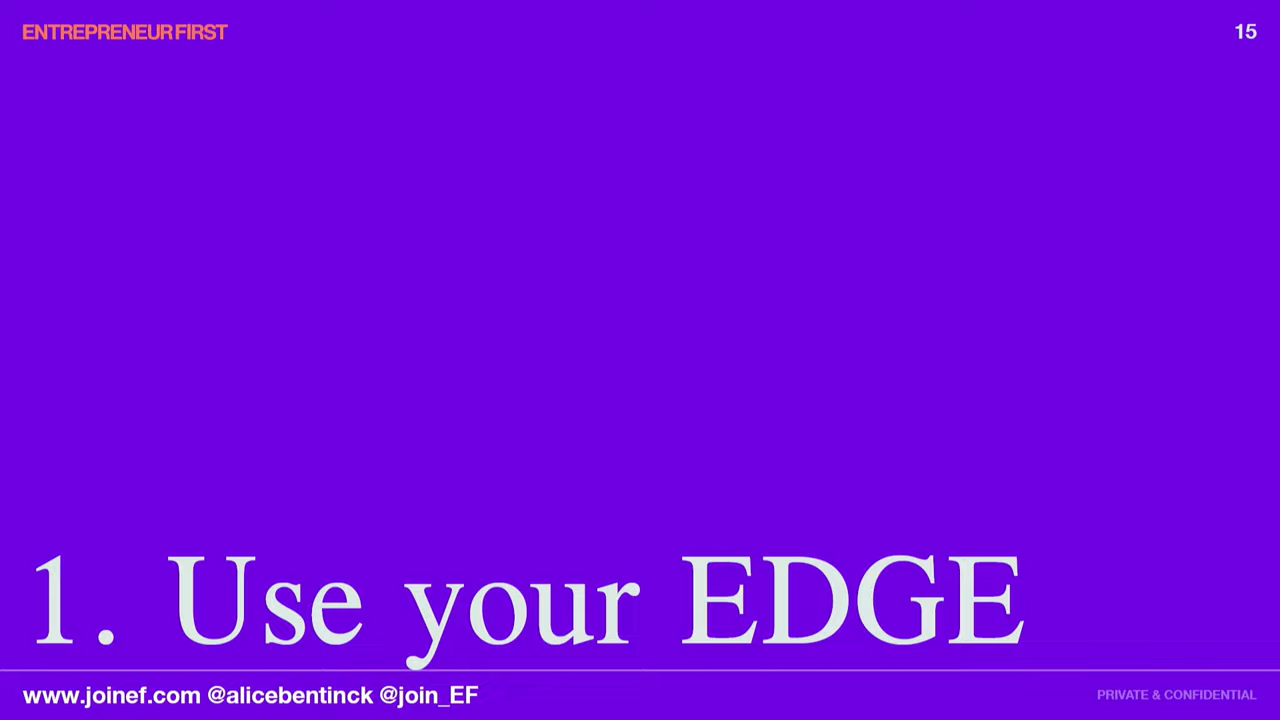 ENTREPRENEUR FIRST
15
1. Use your EDGE
www.joinef.com @alicebentinck @join_EF
PRIVATE & CONFIDENTIAL